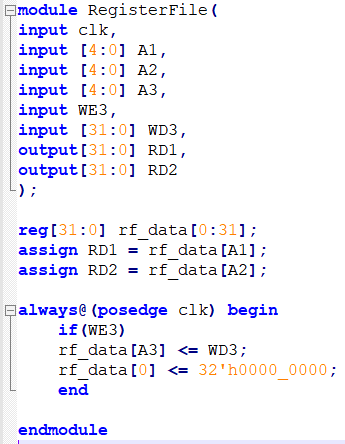 module RegisterFile(
input clk,
input [4:0] A1,
input [4:0] A2,
input [4:0] A3,
input WE3,
input [31:0] WD3,
output[31:0] RD1,
output[31:0] RD2
);
reg[31:0] rf_data[0:31];
assign RD1 = rf_data[A1];
assign RD2 = rf_data[A2];
always@(posedge clk) begin
if(WE3)
rf_data[A3] <= WD3;
rf_data[0] <= 32'h0000_0000;
end
endmodule